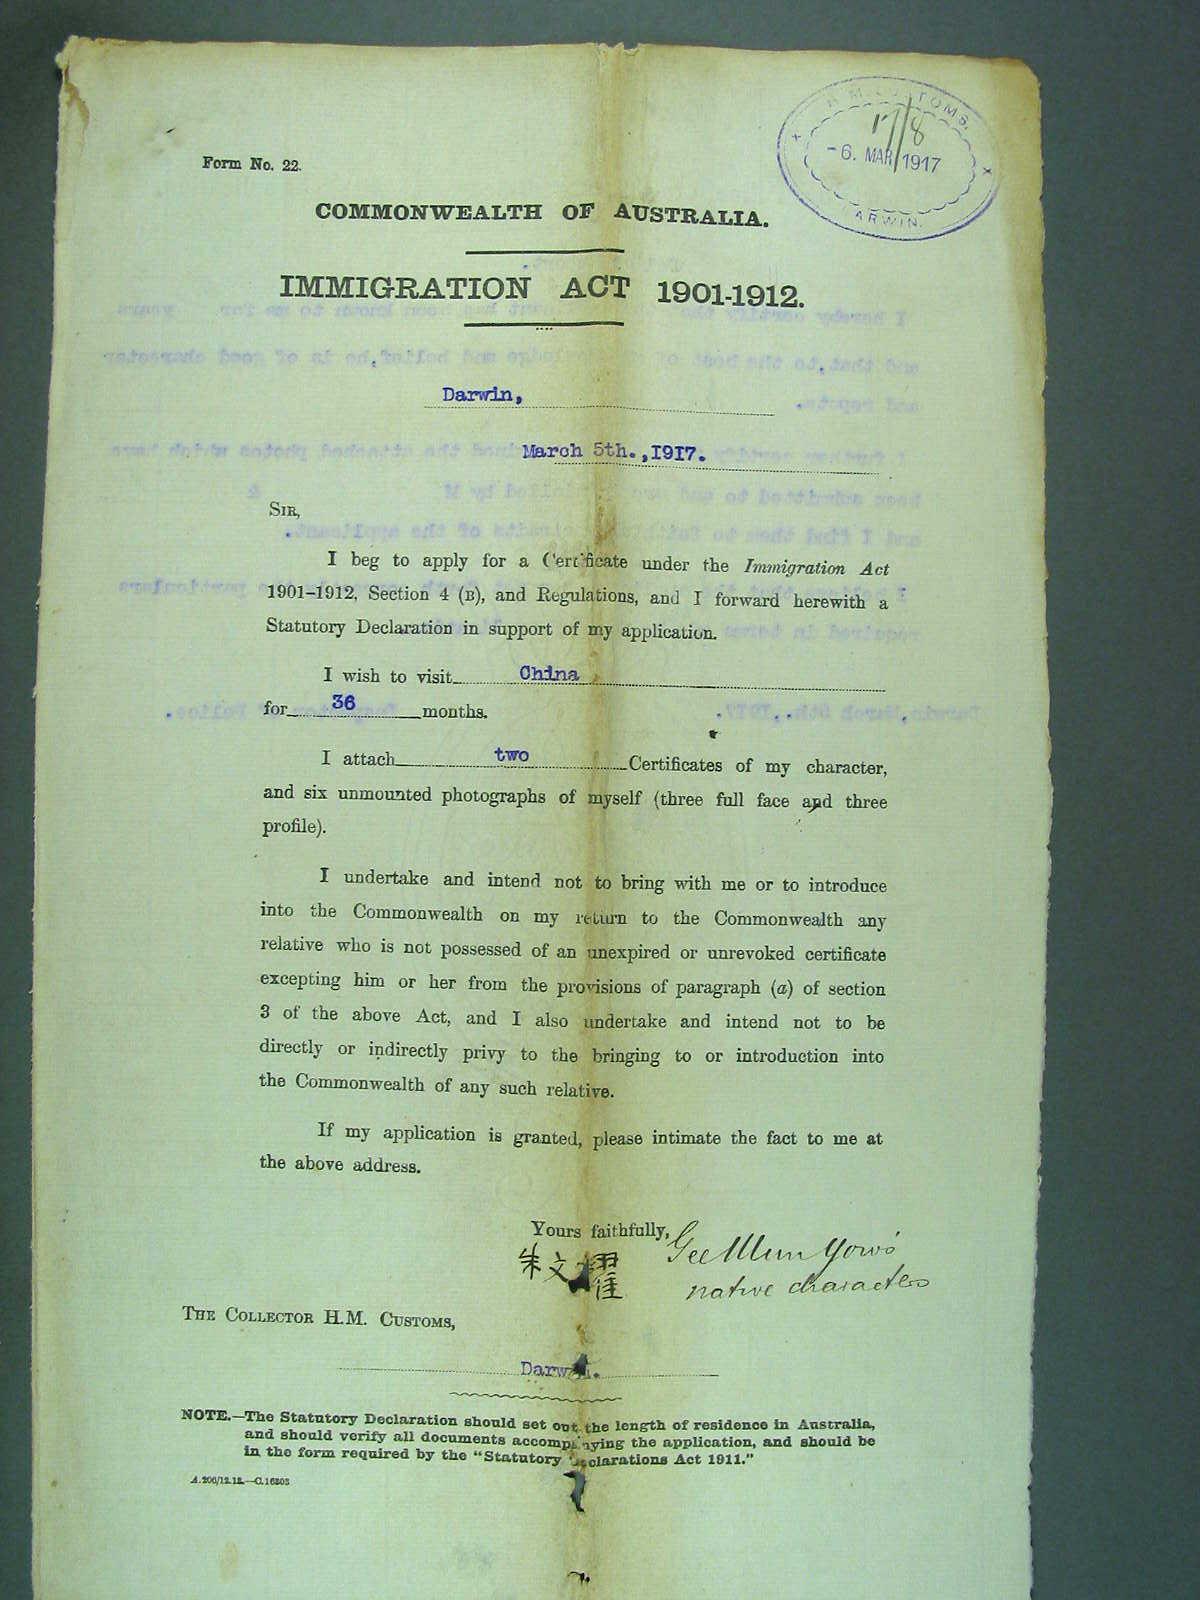 H.M. CUSTOMS.
17/8
-6. MAR 1917
DARWIN.
Form No. 22.
COMMONWEALTH OF AUSTRALIA.
IMMIGRATION ACT 1901-1912.
Darwin,
March 5th.,1917.
SIR,
I beg to apply for a Certificate under the Immigration Act
1901–1912, Section 4 (B), and Regulations, and I forward herewith a
Statutory Declaration in support of my application.
I wish to visit China
for 36 months.
I attach two Certificates of my character,
and six unmounted photographs of myself (three full face and three
profile).
I undertake and intend not to bring with me or to introduce
into the Commonwealth on my return to the Commonwealth any
relative who is not possessed of an unexpired or unrevoked certificate
excepting him or her from the provisions of paragraph (a) of section
3 of the above Act, and I also undertake and intend not to be
directly or indirectly privy to the bringing to or introduction into
the Commonwealth of any such relative.
If my application is granted, please intimate the fact to me at
the above address.
Yours faithfully,
朱文耀 Gee Mun Yow's
native characters
THE COLLECTOR H.M. CUSTOMS,
Darwin.
NOTE.—The Statutory Declaration should set out the length of residence in Australia,
and should verify all documents accompanying the application, and should be
in the form required by the "Statutory Declarations Act 1911."